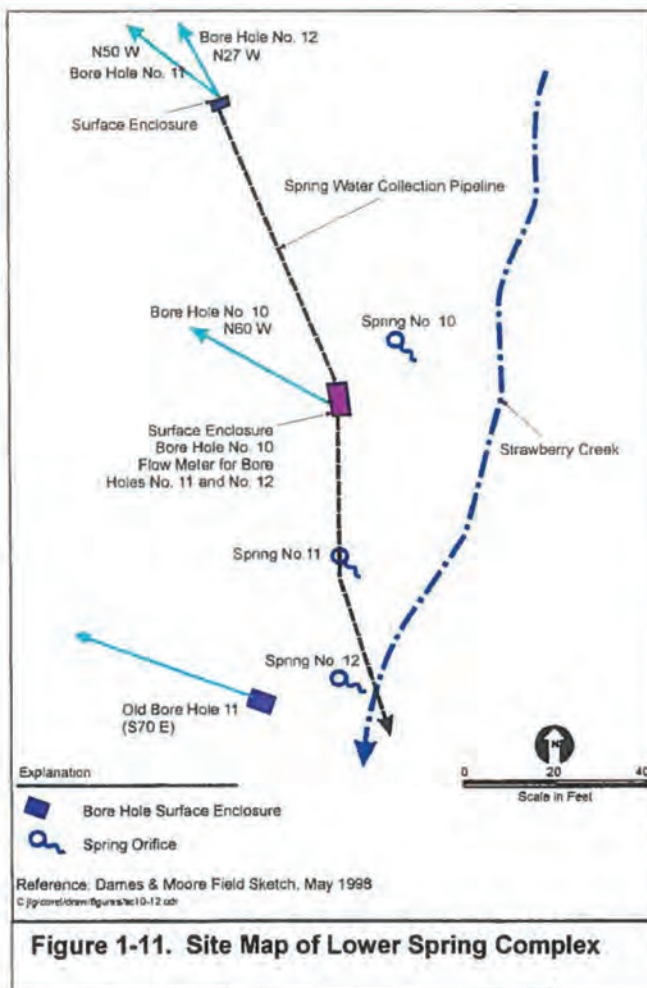 Bore Hole No. 12
N27 W
N50 W
Bore Hole No. 11
Surface Enclosure
Spring Water Collection Pipeline
Bore Hole No. 10
N60 W
Spring No. 10
Surface Enclosure
Bore Hole No. 10
Flow Meter for Bore
Holes No. 11 and No. 12
Strawberry Creek
Spring No. 11
Spring No. 12
Old Bore Hole 11
(S70 E)
N
0 20 40
Scale in Feet
Explanation
Bore Hole Surface Enclosure
Spring Orifice
Reference: Dames & Moore Field Sketch, May 1998
Figure 1-11. Site Map of Lower Spring Complex